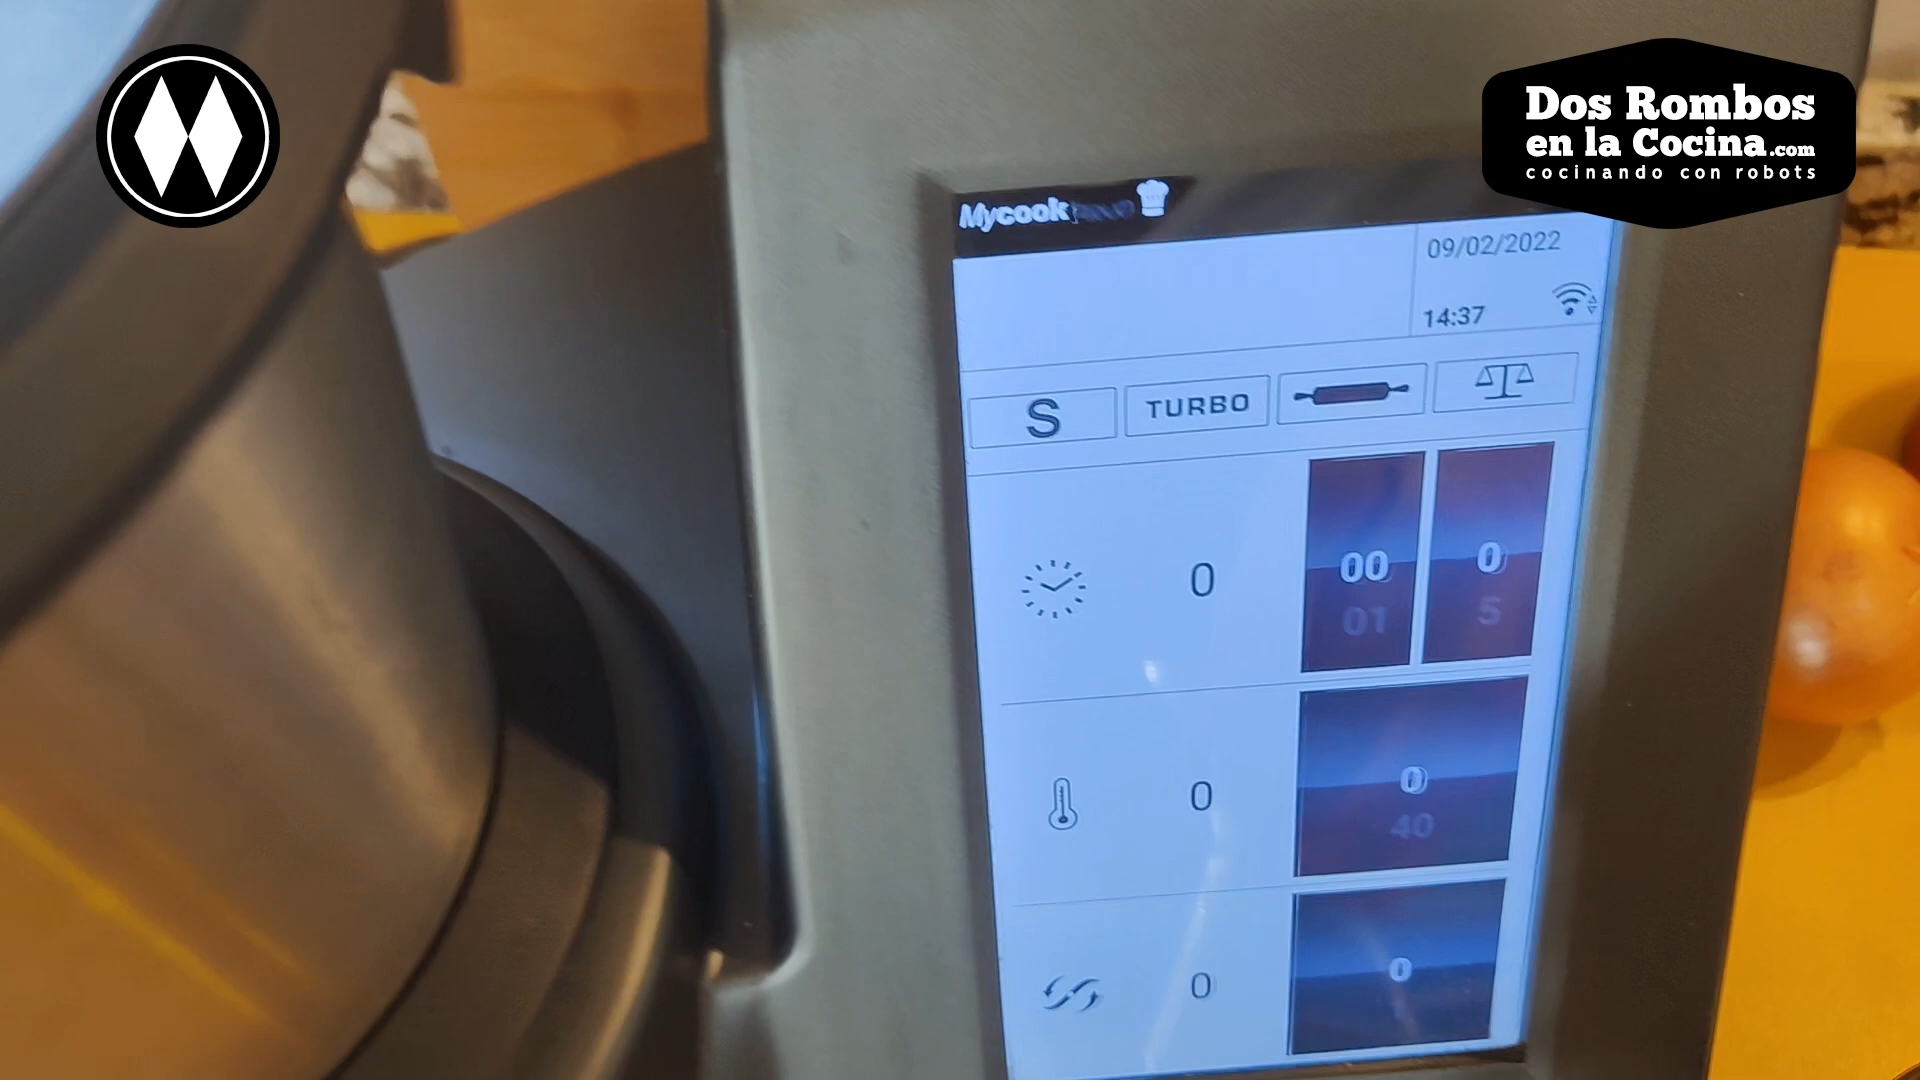 Dos Rombos
en la Cocina.com
cocinando con robots
Mycook
09/02/2022
14:37
S
TURBO
0
00
0
01
5
0
0
40
0
0